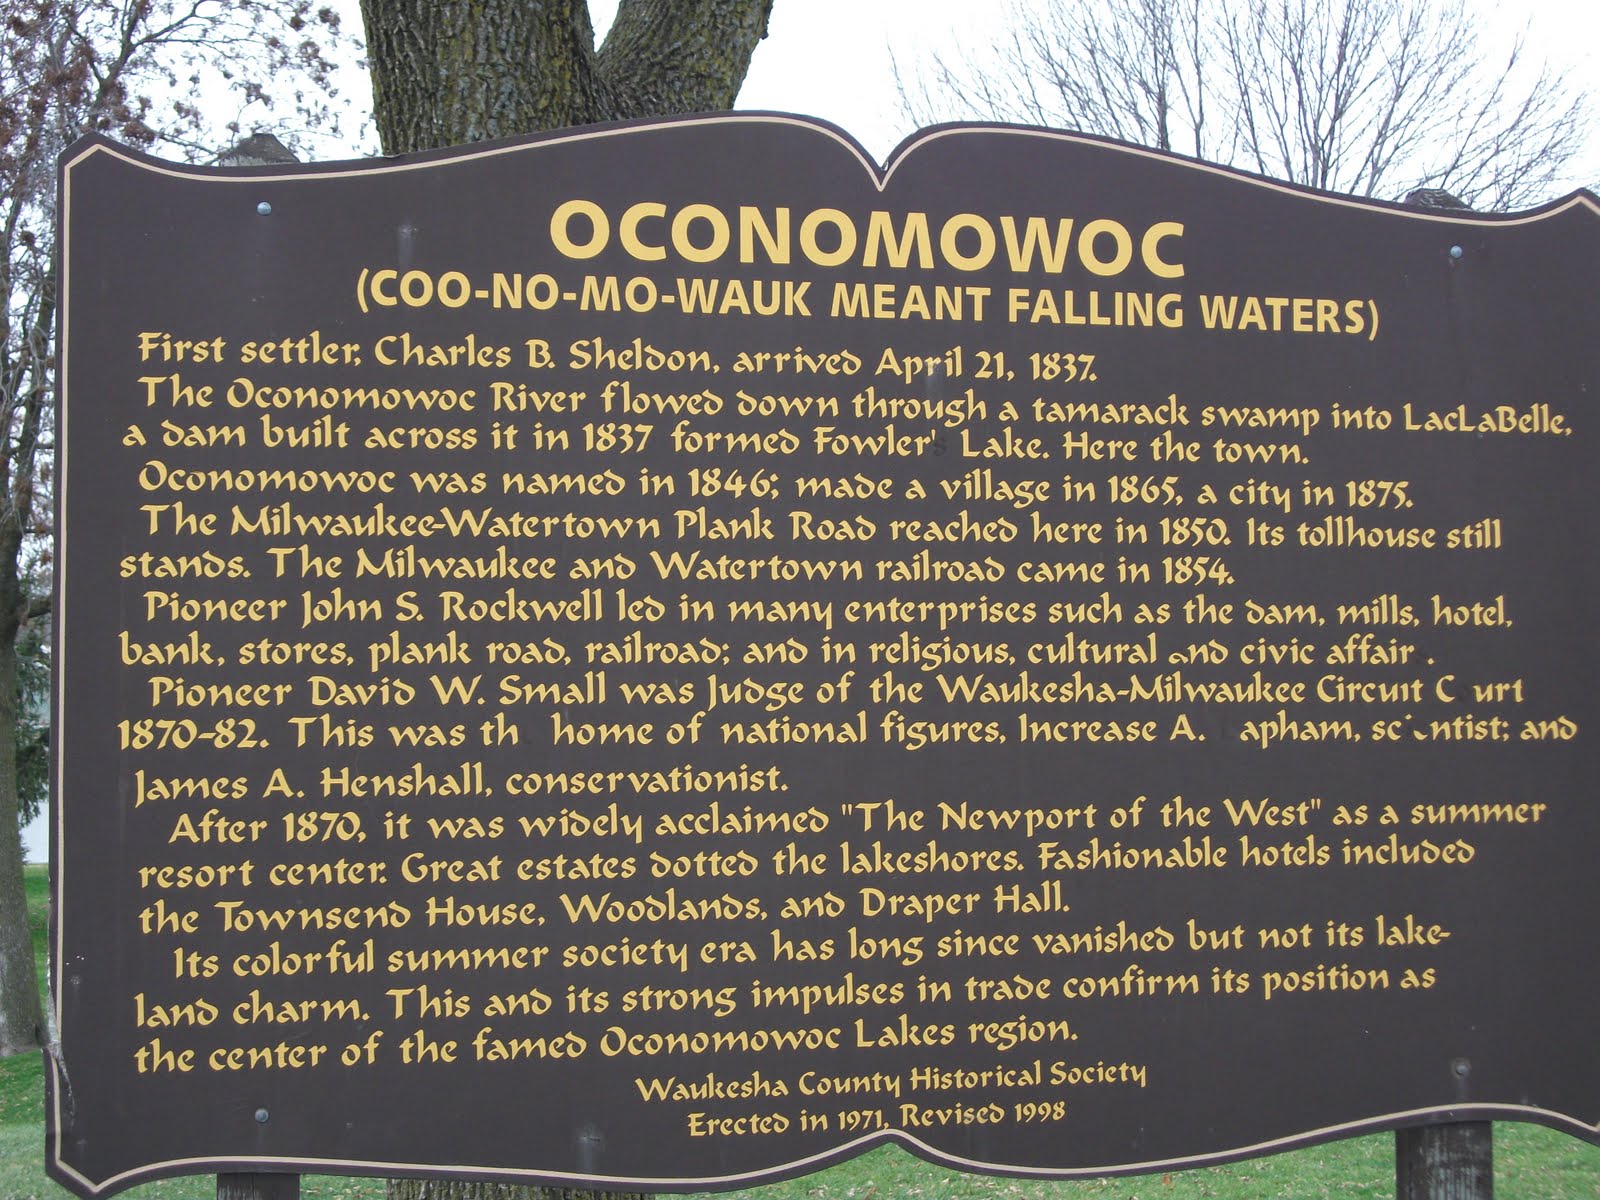 OCONOMOWOC
(COO-NO-MO-WAUK MEANT FALLING WATERS)
First settler, Charles B. Sheldon, arrived April 21, 1837.
The Oconomowoc River flowed down through a tamarack swamp into LacLaBelle,
a dam built across it in 1837 formed Fowler's Lake. Here the town.
Oconomowoc was named in 1846; made a village in 1865, a city in 1875.
The Milwaukee-Watertown Plank Road reached here in 1850. Its tollhouse still
stands. The Milwaukee and Watertown railroad came in 1854.
Pioneer John S. Rockwell led in many enterprises such as the dam, mills, hotel,
bank, stores, plank road, railroad; and in religious, cultural and civic affair .
Pioneer David W. Small was Judge of the Waukesha-Milwaukee Circuit C urt
1870-82. This was th home of national figures, Increase A. apham, scientist; and
James A. Henshall, conservationist.
After 1870, it was widely acclaimed "The Newport of the West" as a summer
resort center. Great estates dotted the lakeshores. Fashionable hotels included
the Townsend House, Woodlands, and Draper Hall.
Its colorful summer society era has long since vanished but not its lake-
land charm. This and its strong impulses in trade confirm its position as
the center of the famed Oconomowoc Lakes region.
Waukesha County Historical Society
Erected in 1971, Revised 1998